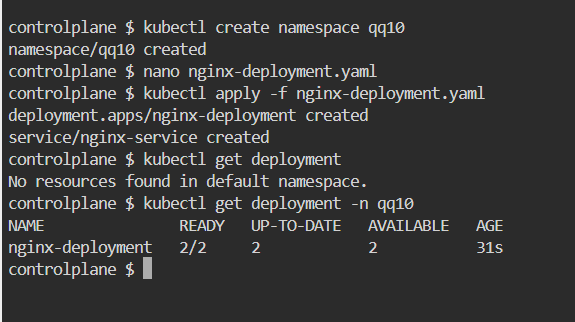 controlplane $ kubectl create namespace qq10
namespace/qq10 created
controlplane $ nano nginx-deployment.yaml
controlplane $ kubectl apply -f nginx-deployment.yaml
deployment.apps/nginx-deployment created
service/nginx-service created
controlplane $ kubectl get deployment
No resources found in default namespace.
controlplane $ kubectl get deployment -n qq10
NAME               READY   UP-TO-DATE   AVAILABLE   AGE
nginx-deployment   2/2     2            2           31s
controlplane $